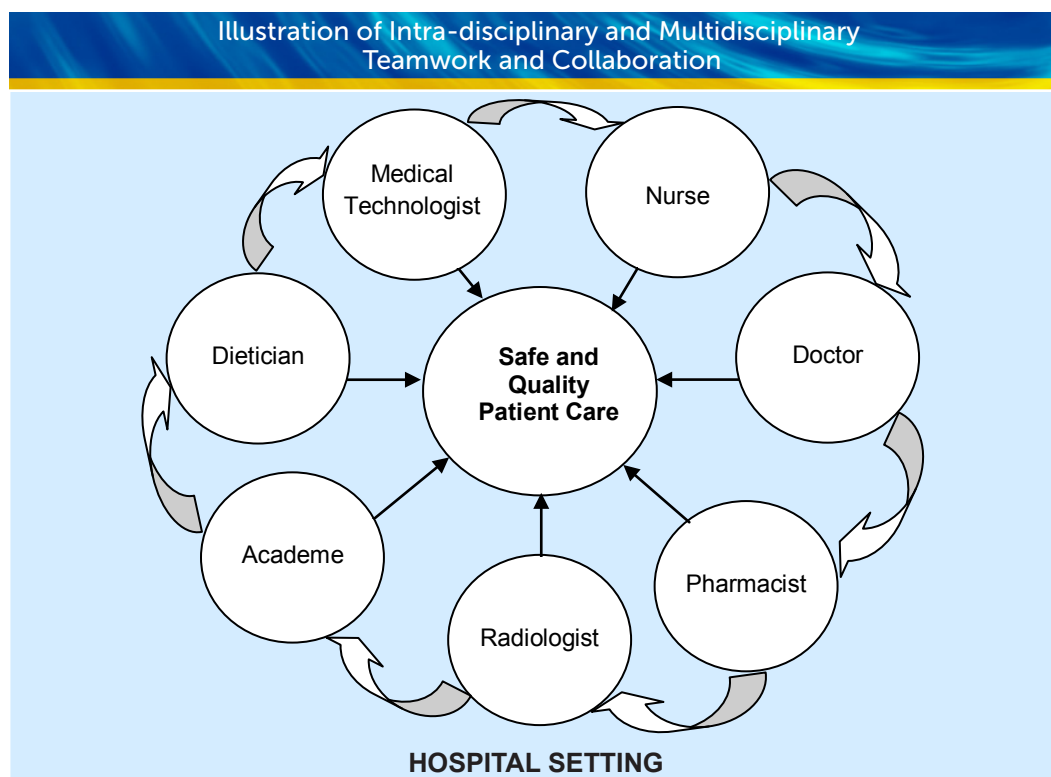 Illustration of Intra-disciplinary and Multidisciplinary
Teamwork and Collaboration
Medical
Technologist
Nurse
Dietician
Safe and
Quality
Patient Care
Doctor
Academe
Radiologist
Pharmacist
HOSPITAL SETTING